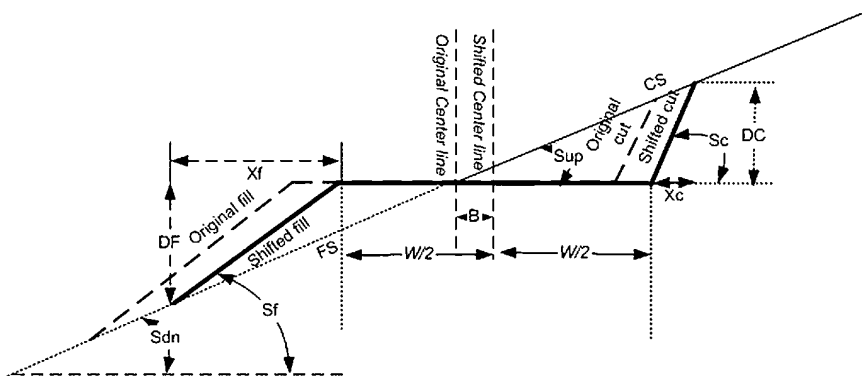 Original Center line
Shifted Center line
CS
Original cut
Shifted cut
Sc
DC
Sup
Xf
Xc
Original fill
DF
Shifted fill
FS
B
W/2
W/2
Sf
Sdn